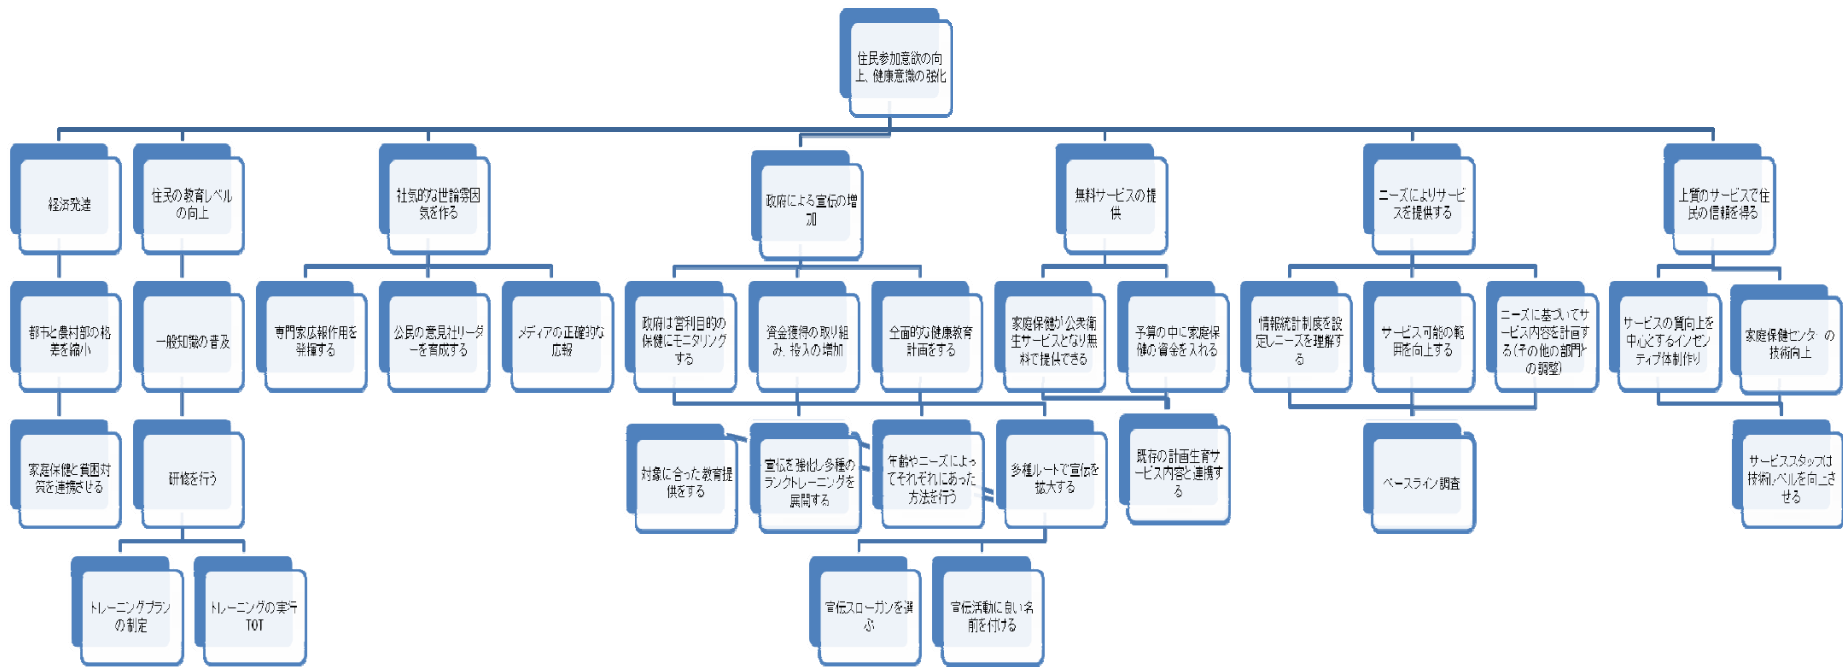 住民参加意欲の向
上、健康意識の強化
経済発達
住民の教育レベル
の向上
社気的な世論雰因
気を作る
政府による宣伝の増
加
無料サービスの提
供
ニーズによりサービ
スを提供する
上質のサービスで住
民の信頼を得る
都市と農村部の格
差を縮小
一般知識の普及
専門家広報作用を
発揮する
公民の意見社リーダ
ーを育成する
メディアの正確的な
広報
政府は営利目的の
保健にモニタリング
する
資金獲得の取り組
み、投入の増加
全面的な健康教育
計画をする
家庭保健が公衆衛
生サービスとなり無
料で提供できる
予算の中に家庭保
健の資金を入れる
情報統計制度を設
定しニーズを理解す
る
サービス可能の範
囲を向上する
ニーズに基づいてサ
ービス内容を計画す
る(その他の部門と
の調整)
サービスの質向上を
中心とするインセン
ティブ体制作り
家庭保健センターの
技術向上
家庭保健と貧困対
策を連携させる
研修を行う
対象に合った教育提
供をする
宣伝を強化し多種の
ランクトレーニングを
展開する
年齢やニーズによっ
てそれぞれにあった
方法を行う
多種ルートで宣伝を
拡大する
既存の計画生育サ
ービス内容と連携す
る
ベースライン調査
サービススタッフは
技術レベルを向上さ
せる
トレーニングプラン
の制定
トレーニングの実行
TOT
宣伝スローガンを選
ぶ
宣伝活動に良い名
前を付ける